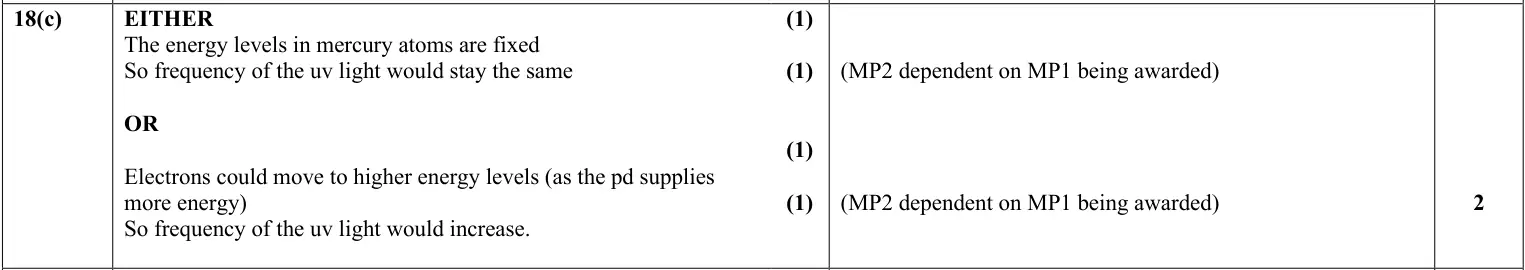 18(c) EITHER (1)
The energy levels in mercury atoms are fixed
So frequency of the uv light would stay the same (1) (MP2 dependent on MP1 being awarded)
OR
(1)
Electrons could move to higher energy levels (as the pd supplies
more energy) (1) (MP2 dependent on MP1 being awarded) 2
So frequency of the uv light would increase.